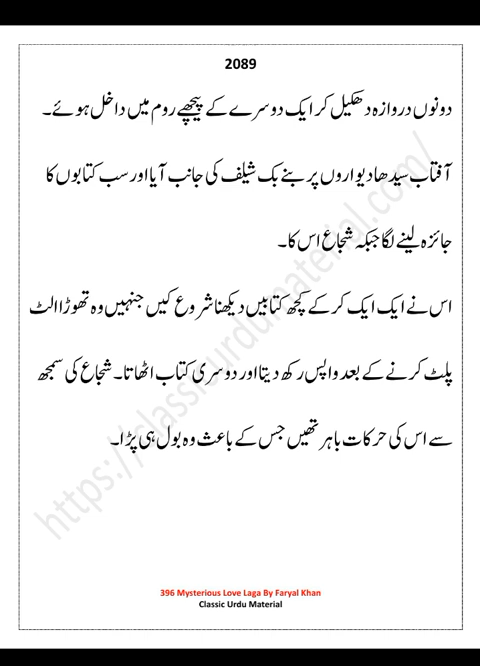 2089
دونوں دروازہ دھکیل کر ایک دوسرے کے پیچھے روم میں داخل ہوئے۔
آفتاب سیدھا دیواروں پر بنے بک شیلف کی جانب آیا اور سب کتابوں کا
جائزہ لینے لگا جبکہ شجاع اس کا۔
اس نے ایک ایک کر کے کچھ کتابیں دیکھنا شروع کیں جنہیں وہ تھوڑا الٹ
پلٹ کرنے کے بعد واپس رکھ دیتا اور دوسری کتاب اٹھاتا۔ شجاع کی سمجھ
سے اس کی حرکات باہر تھیں جس کے باعث وہ بول ہی پڑا۔
https://classicurdumaterial.com/
396 Mysterious Love Laga By Faryal Khan
Classic Urdu Material